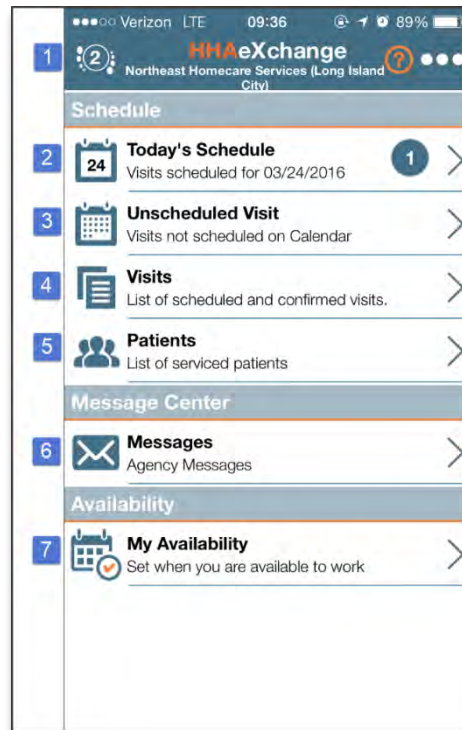 Verizon LTE 09:36 89%
1
2
HHAeXchange
?
Northeast Homecare Services (Long Island
City)
Schedule
2
24
Today's Schedule
1
Visits scheduled for 03/24/2016
3
Unscheduled Visit
Visits not scheduled on Calendar
4
Visits
List of scheduled and confirmed visits.
5
Patients
List of serviced patients
Message Center
6
Messages
Agency Messages
Availability
7
My Availability
Set when you are available to work